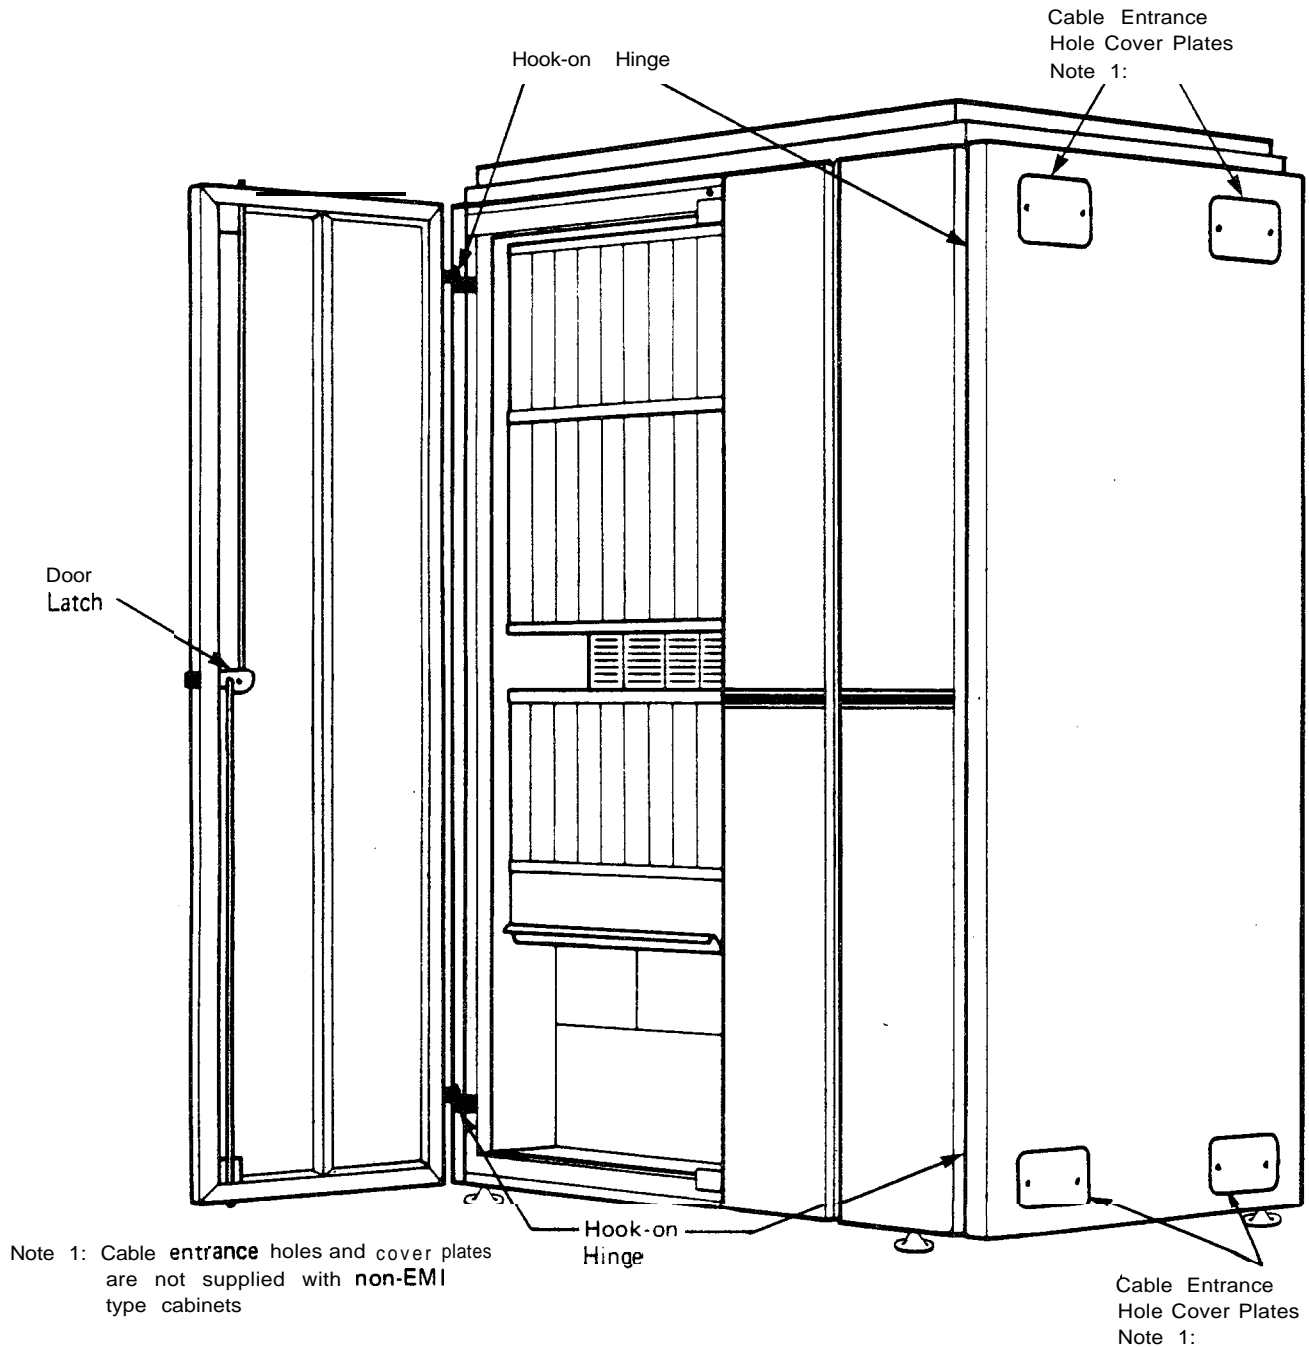 Cable Entrance
Hole Cover Plates
Note 1:
Hook-on Hinge
Door
Latch
Hook-on
Hinge
Note 1: Cable entrance holes and cover plates
are not supplied with non-EMI
type cabinets
Cable Entrance
Hole Cover Plates
Note 1: